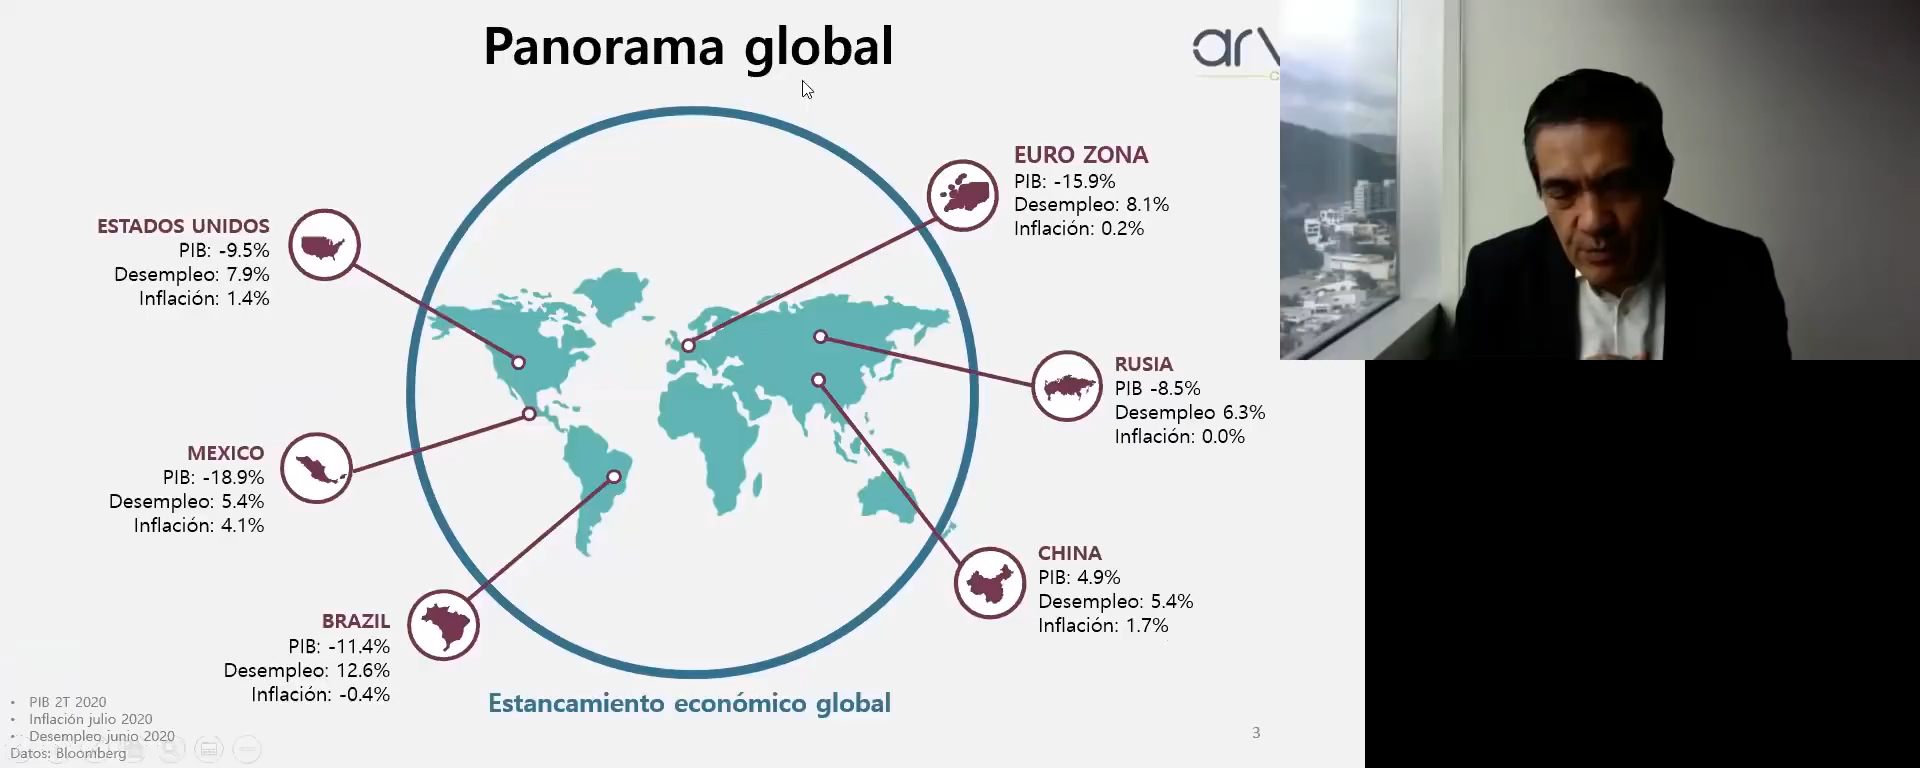 Panorama global
ESTADOS UNIDOS
PIB: -9.5%
Desempleo: 7.9%
Inflación: 1.4%
MEXICO
PIB: -18.9%
Desempleo: 5.4%
Inflación: 4.1%
BRAZIL
PIB: -11.4%
Desempleo: 12.6%
Inflación: -0.4%
EURO ZONA
PIB: -15.9%
Desempleo: 8.1%
Inflación: 0.2%
RUSIA
PIB -8.5%
Desempleo 6.3%
Inflación: 0.0%
CHINA
PIB: 4.9%
Desempleo: 5.4%
Inflación: 1.7%
Estancamiento económico global
• PIB 2T 2020
• Inflación julio 2020
• Desempleo junio 2020
Datos: Bloomberg
3